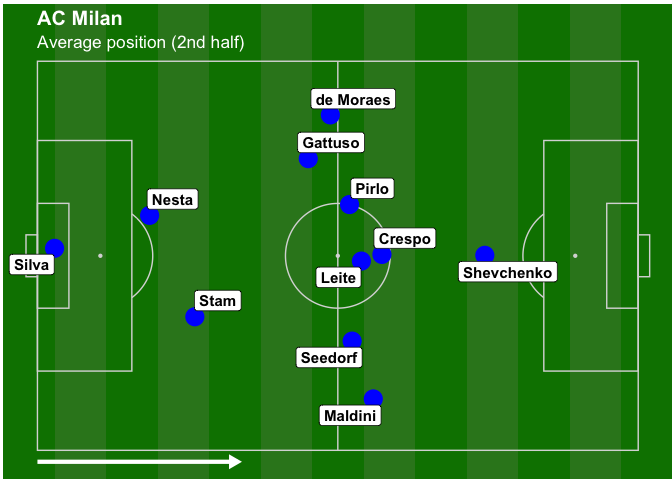 AC Milan
Average position (2nd half)
de Moraes
Gattuso
Pirlo
Nesta
Crespo
Silva
Leite
Shevchenko
Stam
Seedorf
Maldini